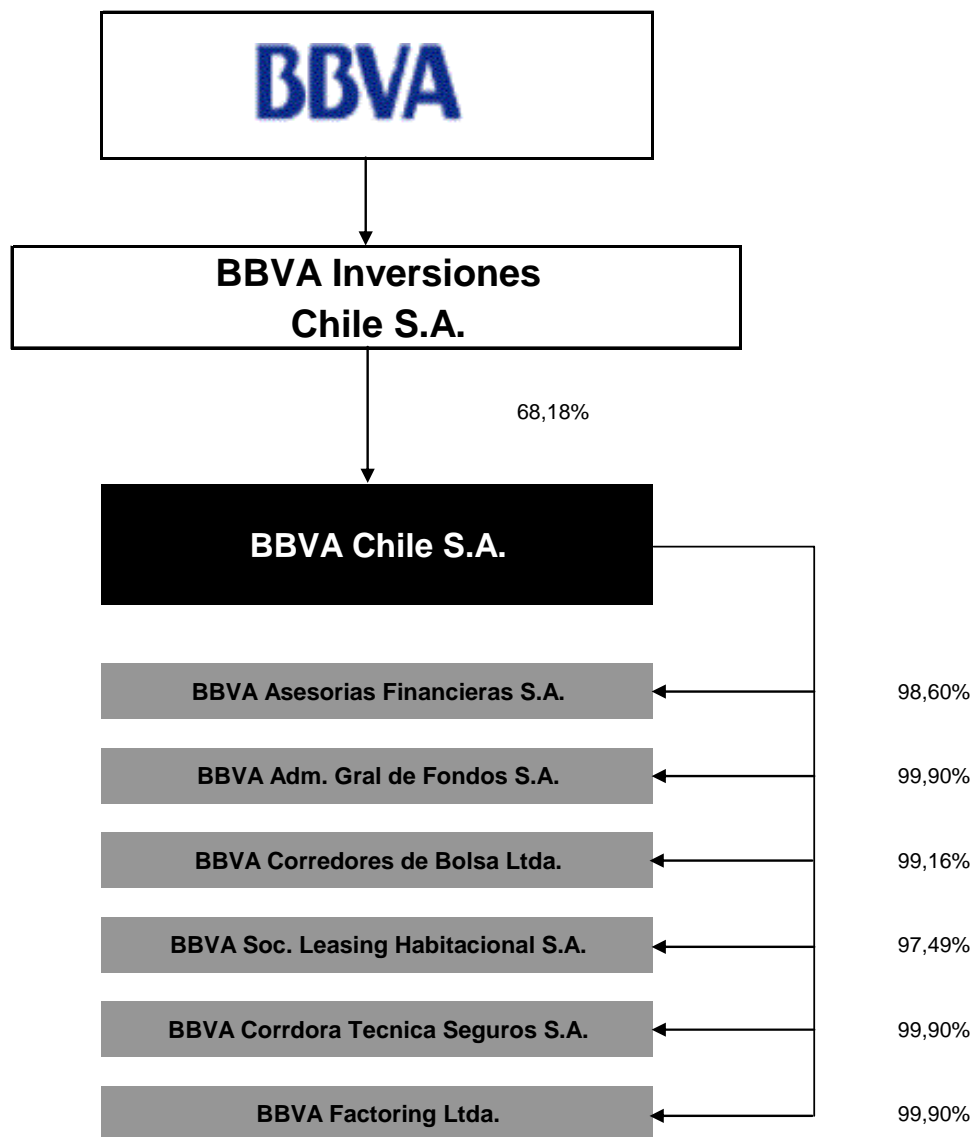 BBVA
BBVA Inversiones
Chile S.A.
68,18%
BBVA Chile S.A.
BBVA Asesorias Financieras S.A.
98,60%
BBVA Adm. Gral de Fondos S.A.
99,90%
BBVA Corredores de Bolsa Ltda.
99,16%
BBVA Soc. Leasing Habitacional S.A.
97,49%
BBVA Corrdora Tecnica Seguros S.A.
99,90%
BBVA Factoring Ltda.
99,90%